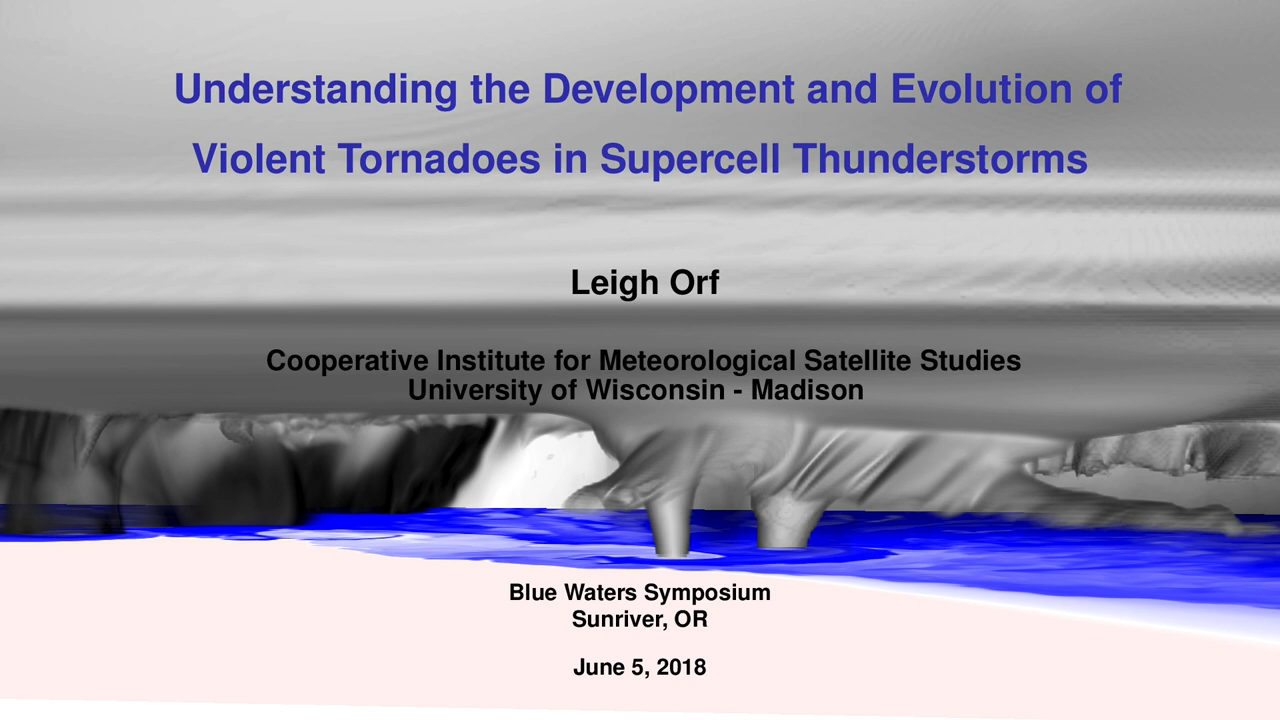 Understanding the Development and Evolution of
Violent Tornadoes in Supercell Thunderstorms
Leigh Orf
Cooperative Institute for Meteorological Satellite Studies
University of Wisconsin - Madison
Blue Waters Symposium
Sunriver, OR
June 5, 2018